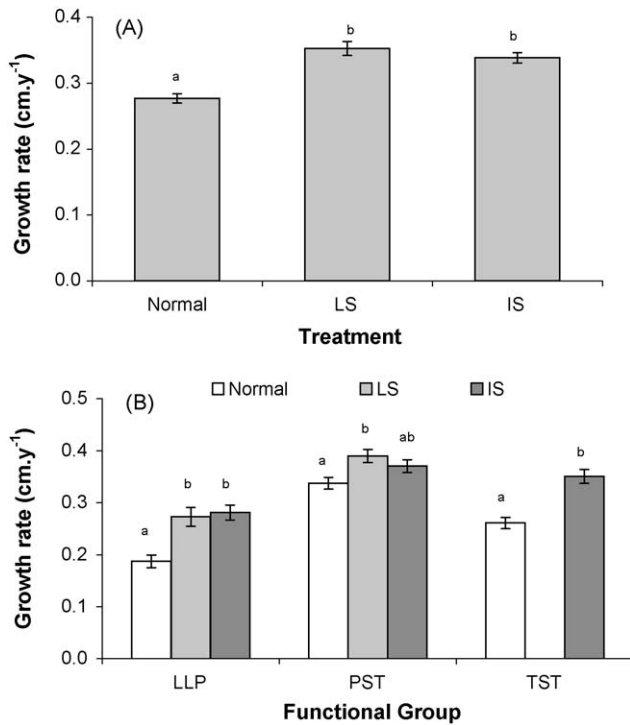 (A)
0.4
0.3
0.2
0.1
0.0
Growth rate (cm.y⁻¹)
a
b
b
Normal LS IS
Treatment
(B)
Normal LS IS
0.5
0.4
0.3
0.2
0.1
0.0
Growth rate (cm.y⁻¹)
a b b
a b ab
a b
LLP PST TST
Functional Group